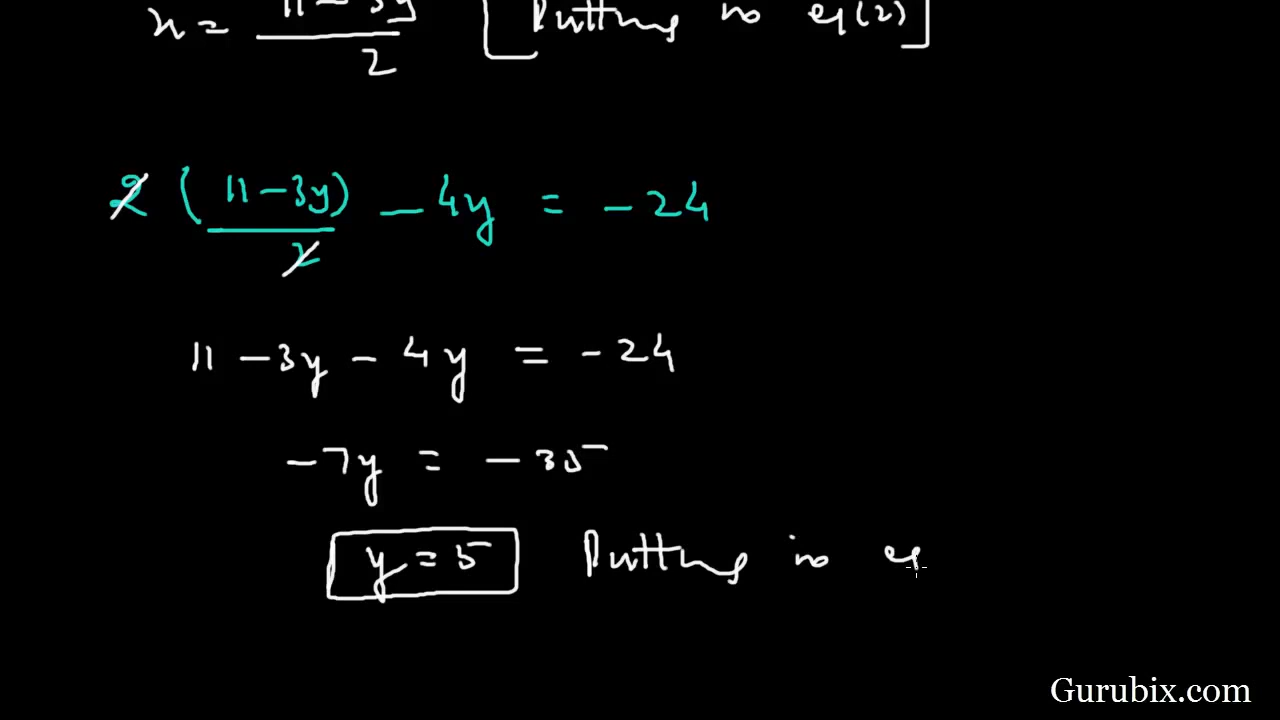 x = 11 - 3y / 2 [Putting in eq (2)]
2 (11 - 3y) / 2 - 4y = - 24
11 - 3y - 4y = - 24
- 7y = - 35
y = 5 Putting in eq
Gurubix.com